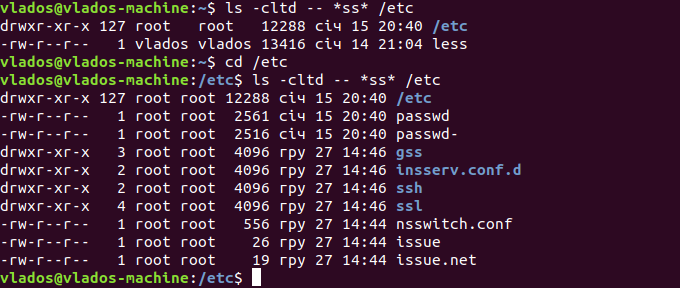 vlados@vlados-machine:~$ ls -cltd -- *ss* /etc
drwxr-xr-x 127 root   root   12288 січ 15 20:40 /etc
-rw-r--r--   1 vlados vlados 13416 січ 14 21:04 less
vlados@vlados-machine:~$ cd /etc
vlados@vlados-machine:/etc$ ls -cltd -- *ss* /etc
drwxr-xr-x 127 root root 12288 січ 15 20:40 /etc
-rw-r--r--   1 root root  2561 січ 15 20:40 passwd
-rw-r--r--   1 root root  2516 січ 15 20:40 passwd-
drwxr-xr-x   3 root root  4096 гру 27 14:46 gss
drwxr-xr-x   2 root root  4096 гру 27 14:46 insserv.conf.d
drwxr-xr-x   2 root root  4096 гру 27 14:46 ssh
drwxr-xr-x   4 root root  4096 гру 27 14:46 ssl
-rw-r--r--   1 root root   556 гру 27 14:44 nsswitch.conf
-rw-r--r--   1 root root    26 гру 27 14:44 issue
-rw-r--r--   1 root root    19 гру 27 14:44 issue.net
vlados@vlados-machine:/etc$